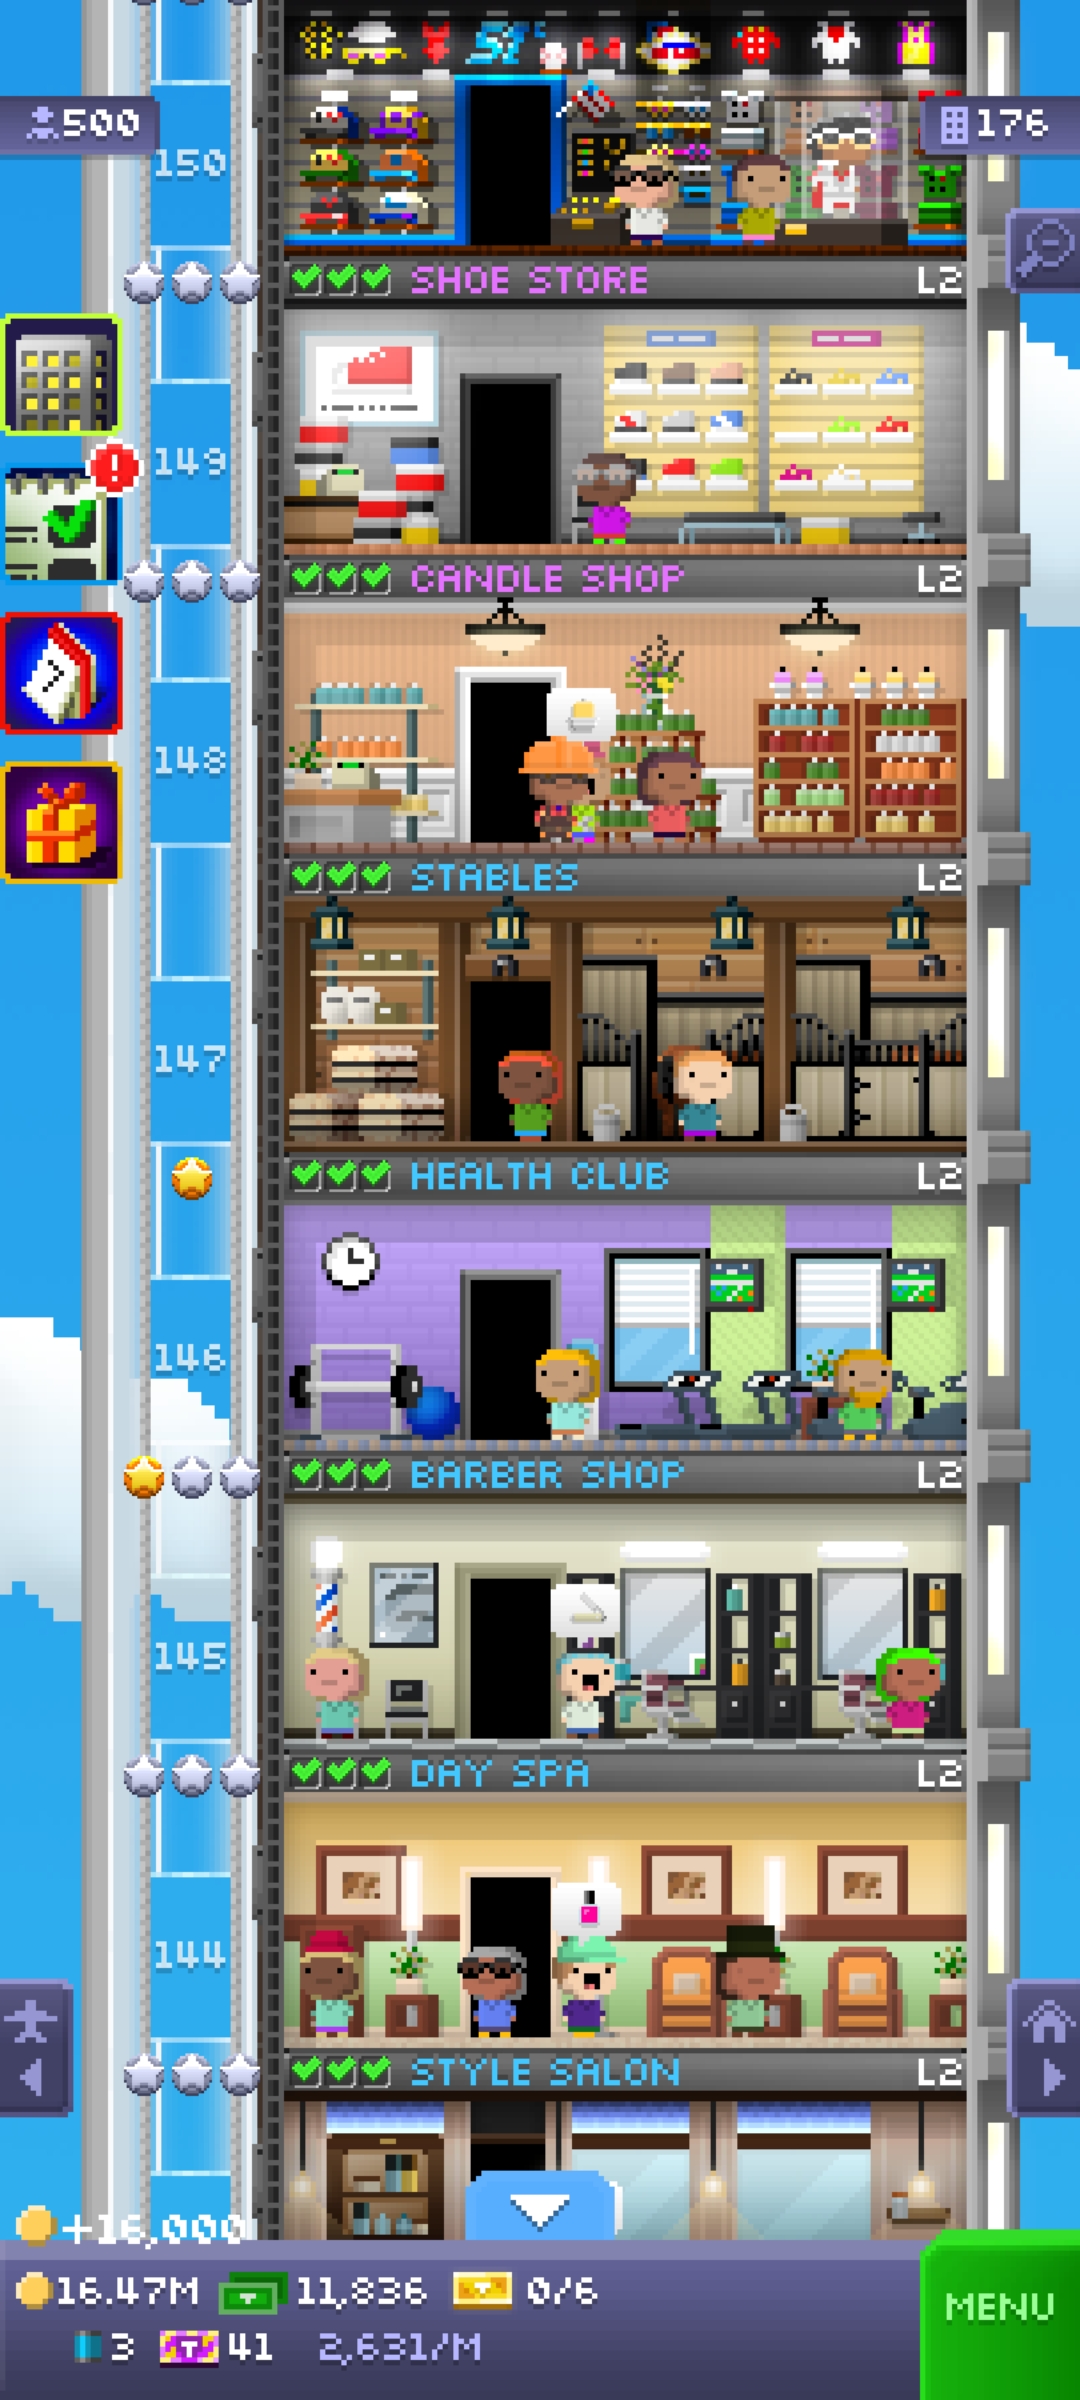 500
176
150
SHOE STORE L2
149
CANDLE SHOP L2
148
STABLES L2
147
HEALTH CLUB L2
146
BARBER SHOP L2
145
DAY SPA L2
144
STYLE SALON L2
+16,000
16.47M 11,836 0/6
3 41 2,631/M
MENU